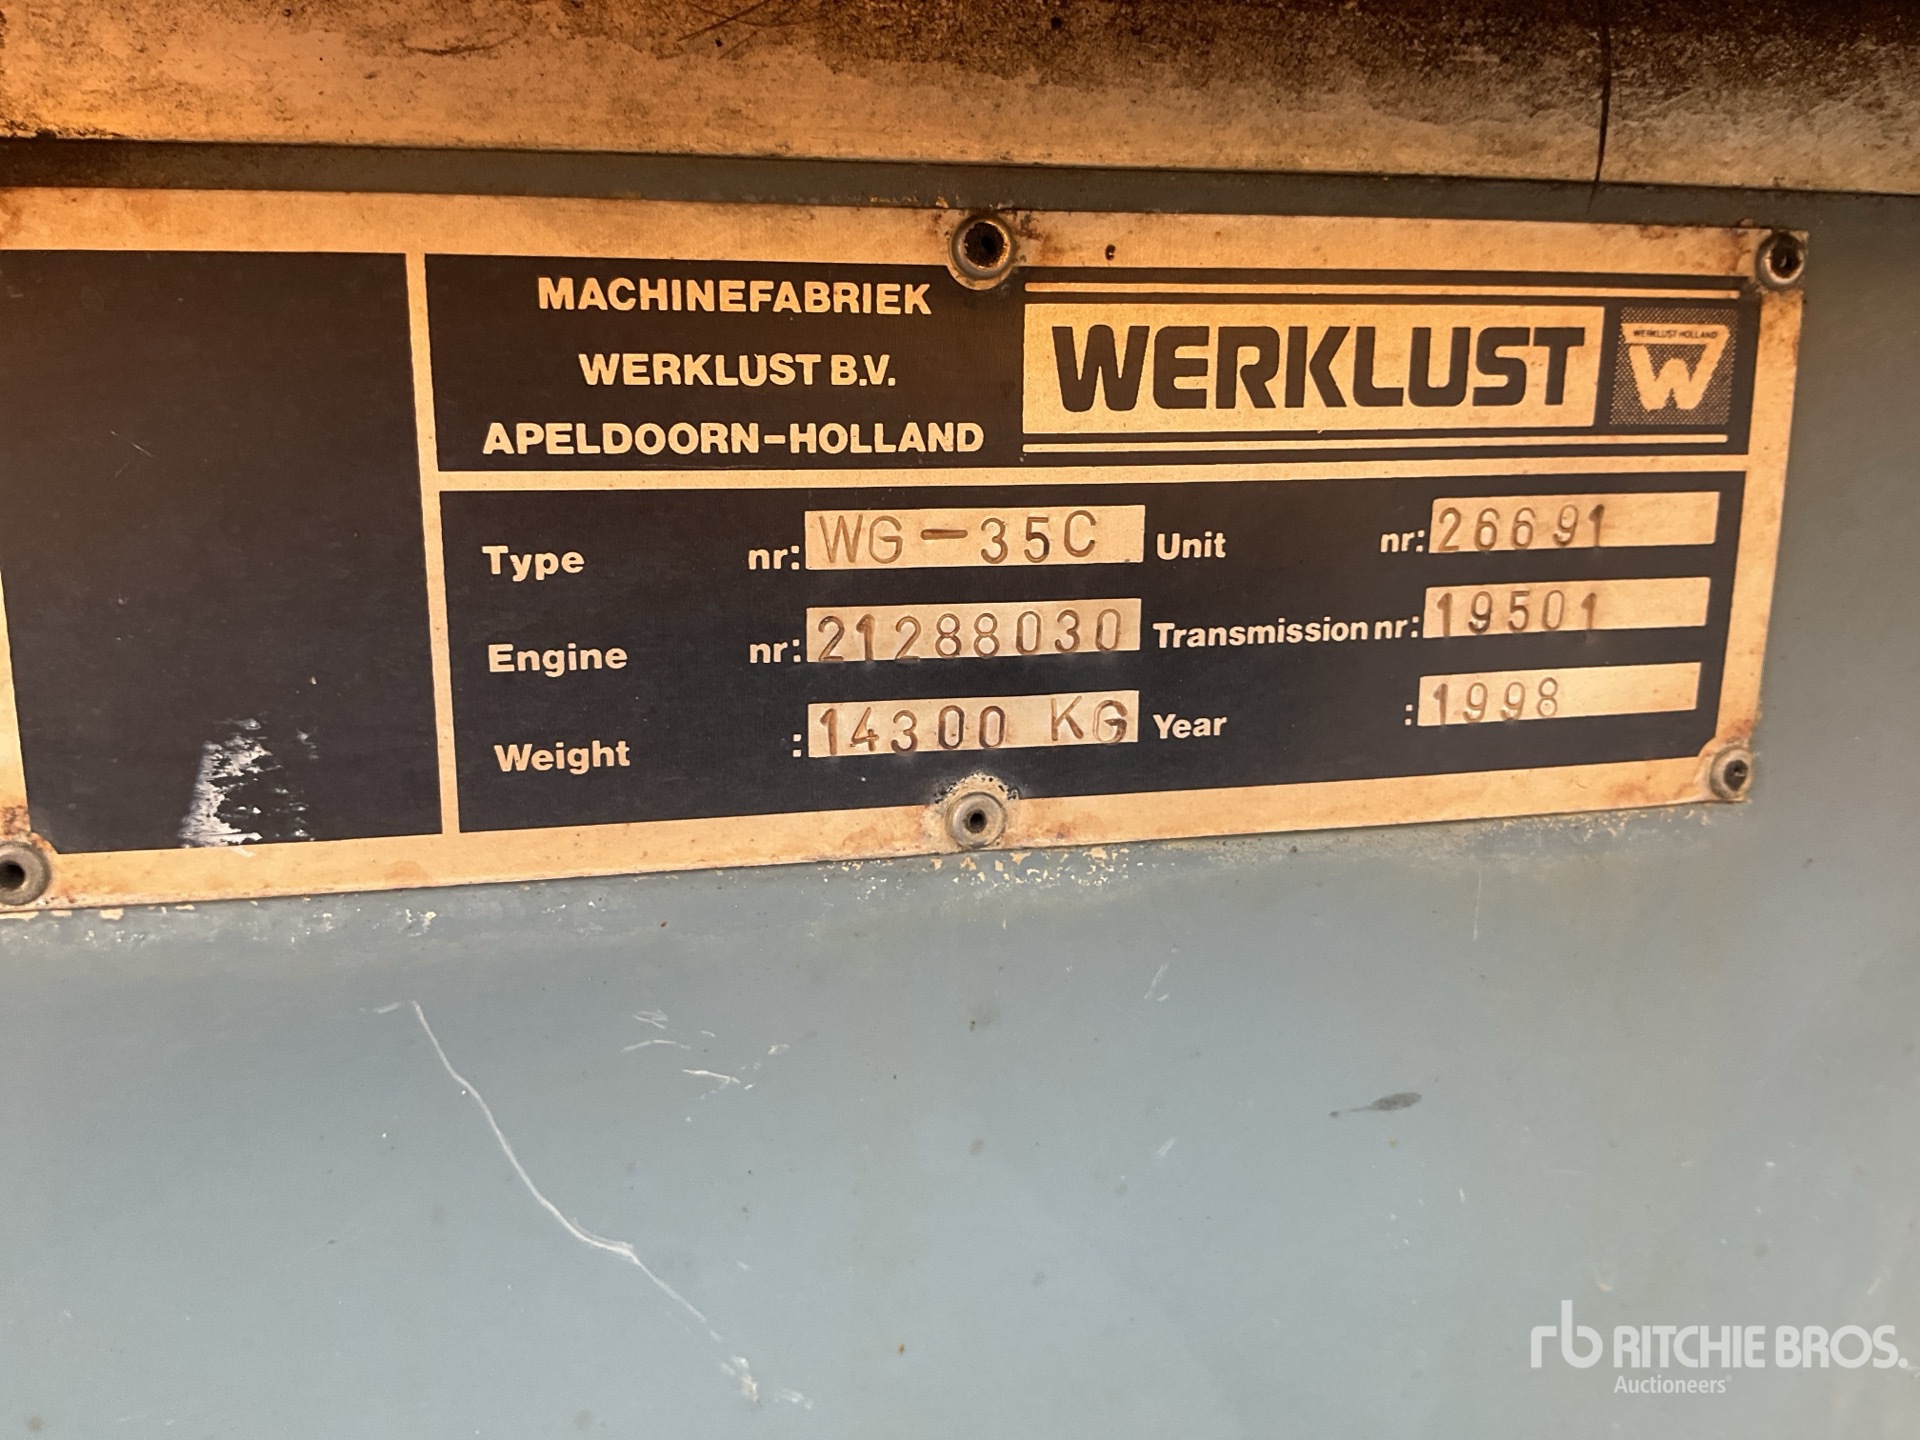 MACHINEFABRIEK
WERKLUST B.V.
APELDOORN-HOLLAND
WERKLUST
WERKLUST HOLLAND
W
Type nr: WG-35C Unit nr: 26691
Engine nr: 21288030 Transmission nr: 19501
Weight : 14300 KG Year : 1998
rb RITCHIE BROS.
Auctioneers